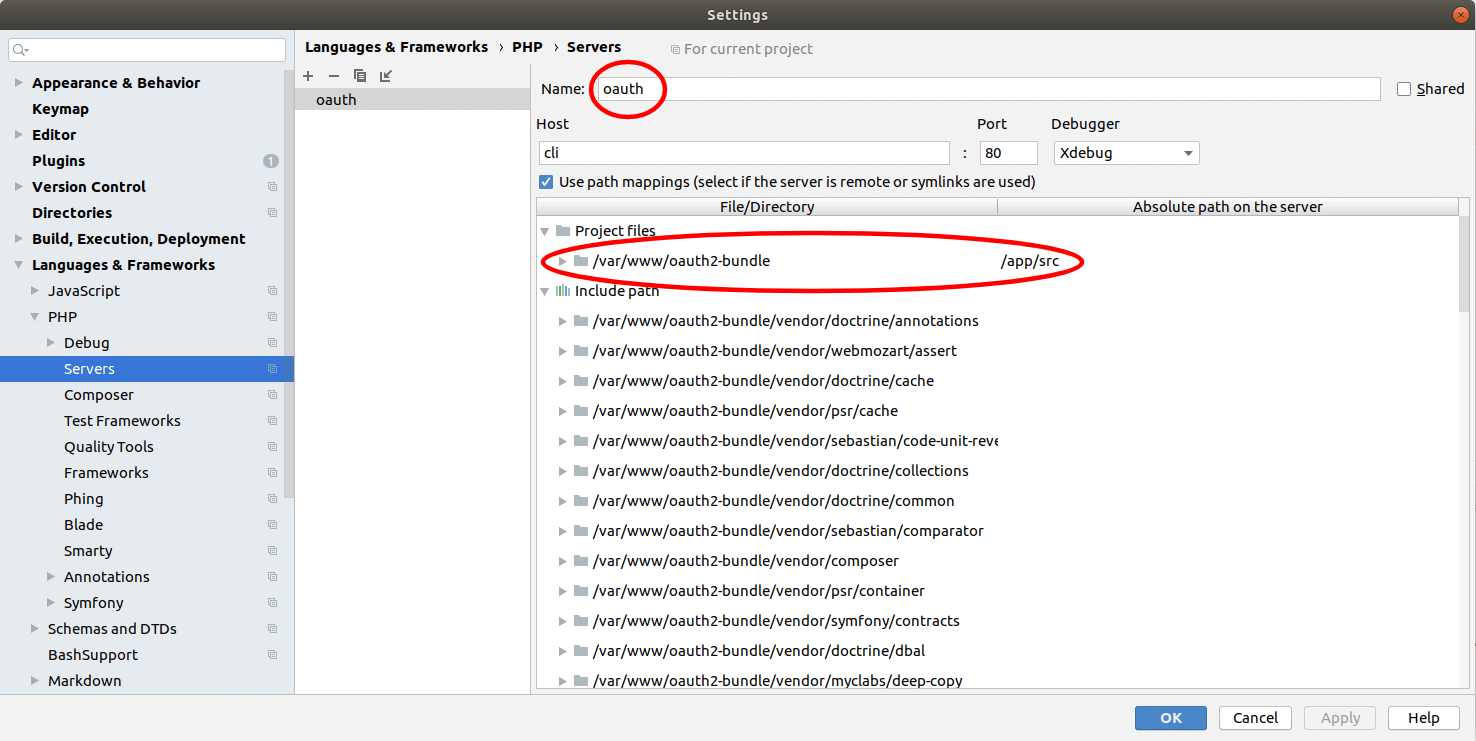 Settings
Languages & Frameworks › PHP › Servers
For current project
Appearance & Behavior
Keymap
Editor
Plugins
1
Version Control
Directories
Build, Execution, Deployment
Languages & Frameworks
JavaScript
PHP
Debug
Servers
Composer
Test Frameworks
Quality Tools
Frameworks
Phing
Blade
Smarty
Annotations
Symfony
Schemas and DTDs
BashSupport
Markdown
oauth
Name: oauth
Shared
Host Port Debugger
cli : 80 Xdebug
Use path mappings (select if the server is remote or symlinks are used)
File/Directory Absolute path on the server
Project files
/var/www/oauth2-bundle /app/src
Include path
/var/www/oauth2-bundle/vendor/doctrine/annotations
/var/www/oauth2-bundle/vendor/webmozart/assert
/var/www/oauth2-bundle/vendor/doctrine/cache
/var/www/oauth2-bundle/vendor/psr/cache
/var/www/oauth2-bundle/vendor/sebastian/code-unit-reve
/var/www/oauth2-bundle/vendor/doctrine/collections
/var/www/oauth2-bundle/vendor/doctrine/common
/var/www/oauth2-bundle/vendor/sebastian/comparator
/var/www/oauth2-bundle/vendor/composer
/var/www/oauth2-bundle/vendor/psr/container
/var/www/oauth2-bundle/vendor/symfony/contracts
/var/www/oauth2-bundle/vendor/doctrine/dbal
/var/www/oauth2-bundle/vendor/myclabs/deep-copy
OK Cancel Apply Help